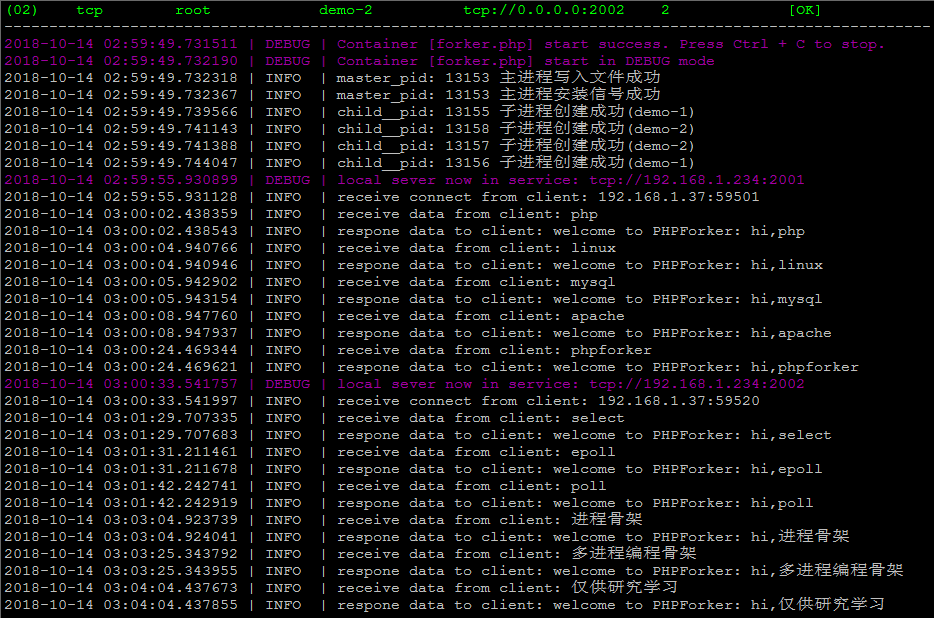 (02) tcp root demo-2 tcp://0.0.0.0:2002 2 [OK]
--------------------------------------------------------------------------------------------------------
2018-10-14 02:59:49.731511 | DEBUG | Container [forker.php] start success. Press Ctrl + C to stop.
2018-10-14 02:59:49.732190 | DEBUG | Container [forker.php] start in DEBUG mode
2018-10-14 02:59:49.732318 | INFO | master_pid: 13153 主进程写入文件成功
2018-10-14 02:59:49.732367 | INFO | master_pid: 13153 主进程安装信号成功
2018-10-14 02:59:49.739566 | INFO | child__pid: 13155 子进程创建成功(demo-1)
2018-10-14 02:59:49.741143 | INFO | child__pid: 13158 子进程创建成功(demo-2)
2018-10-14 02:59:49.741388 | INFO | child__pid: 13157 子进程创建成功(demo-2)
2018-10-14 02:59:49.744047 | INFO | child__pid: 13156 子进程创建成功(demo-1)
2018-10-14 02:59:55.930899 | DEBUG | local sever now in service: tcp://192.168.1.234:2001
2018-10-14 02:59:55.931128 | INFO | receive connect from client: 192.168.1.37:59501
2018-10-14 03:00:02.438359 | INFO | receive data from client: php
2018-10-14 03:00:02.438543 | INFO | respone data to client: welcome to PHPForker: hi,php
2018-10-14 03:00:04.940766 | INFO | receive data from client: linux
2018-10-14 03:00:04.940946 | INFO | respone data to client: welcome to PHPForker: hi,linux
2018-10-14 03:00:05.942902 | INFO | receive data from client: mysql
2018-10-14 03:00:05.943154 | INFO | respone data to client: welcome to PHPForker: hi,mysql
2018-10-14 03:00:08.947760 | INFO | receive data from client: apache
2018-10-14 03:00:08.947937 | INFO | respone data to client: welcome to PHPForker: hi,apache
2018-10-14 03:00:24.469344 | INFO | receive data from client: phpforker
2018-10-14 03:00:24.469621 | INFO | respone data to client: welcome to PHPForker: hi,phpforker
2018-10-14 03:00:33.541757 | DEBUG | local sever now in service: tcp://192.168.1.234:2002
2018-10-14 03:00:33.541997 | INFO | receive connect from client: 192.168.1.37:59520
2018-10-14 03:01:29.707335 | INFO | receive data from client: select
2018-10-14 03:01:29.707683 | INFO | respone data to client: welcome to PHPForker: hi,select
2018-10-14 03:01:31.211461 | INFO | receive data from client: epoll
2018-10-14 03:01:31.211678 | INFO | respone data to client: welcome to PHPForker: hi,epoll
2018-10-14 03:01:42.242741 | INFO | receive data from client: poll
2018-10-14 03:01:42.242919 | INFO | respone data to client: welcome to PHPForker: hi,poll
2018-10-14 03:03:04.923739 | INFO | receive data from client: 进程骨架
2018-10-14 03:03:04.924041 | INFO | respone data to client: welcome to PHPForker: hi,进程骨架
2018-10-14 03:03:25.343792 | INFO | receive data from client: 多进程编程骨架
2018-10-14 03:03:25.343955 | INFO | respone data to client: welcome to PHPForker: hi,多进程编程骨架
2018-10-14 03:04:04.437673 | INFO | receive data from client: 仅供研究学习
2018-10-14 03:04:04.437855 | INFO | respone data to client: welcome to PHPForker: hi,仅供研究学习